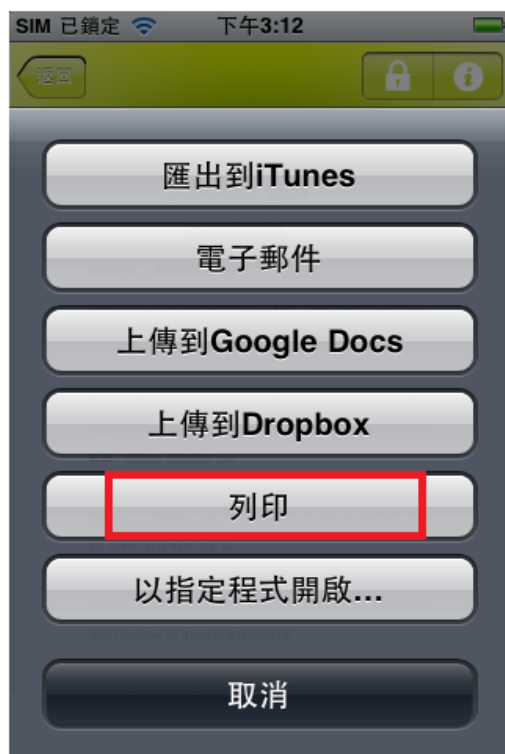 SIM 已鎖定 下午3:12
返回
匯出到iTunes
電子郵件
上傳到Google Docs
上傳到Dropbox
列印
以指定程式開啟...
取消